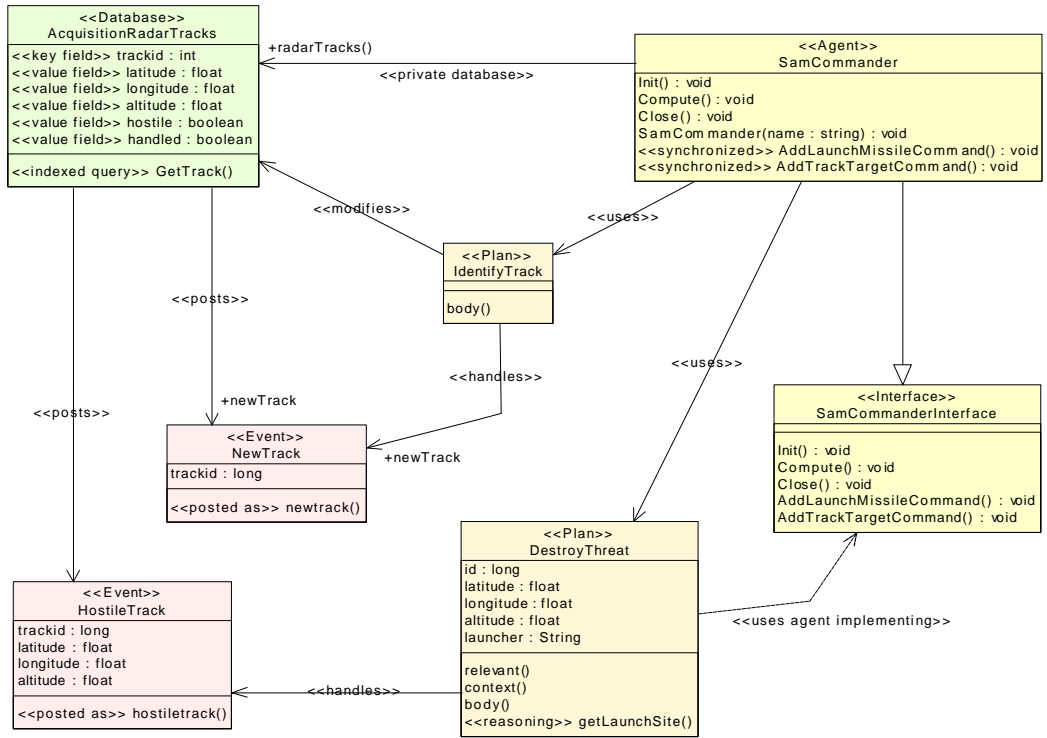 <<Database>>
AcquisitionRadarTracks
<<key field>> trackid : int
<<value field>> latitude : float
<<value field>> longitude : float
<<value field>> altitude : float
<<value field>> hostile : boolean
<<value field>> handled : boolean
<<indexed query>> GetTrack()
+radarTracks()
<<private database>>
<<Agent>>
SamCommander
Init() : void
Compute() : void
Close() : void
SamCommander(name : string) : void
<<synchronized>> AddLaunchMissileCommand() : void
<<synchronized>> AddTrackTargetCommand() : void
<<modifies>>
<<uses>>
<<Plan>>
IdentifyTrack
body()
<<posts>>
<<handles>>
<<uses>>
<<posts>>
+newTrack
+newTrack
<<Event>>
NewTrack
trackid : long
<<posted as>> newtrack()
<<Interface>>
SamCommanderInterface
Init() : void
Compute() : void
Close() : void
AddLaunchMissileCommand() : void
AddTrackTargetCommand() : void
<<Plan>>
DestroyThreat
id : long
latitude : float
longitude : float
altitude : float
launcher : String
relevant()
context()
body()
<<reasoning>> getLaunchSite()
<<uses agent implementing>>
<<Event>>
HostileTrack
trackid : long
latitude : float
longitude : float
altitude : float
<<posted as>> hostiletrack()
<<handles>>